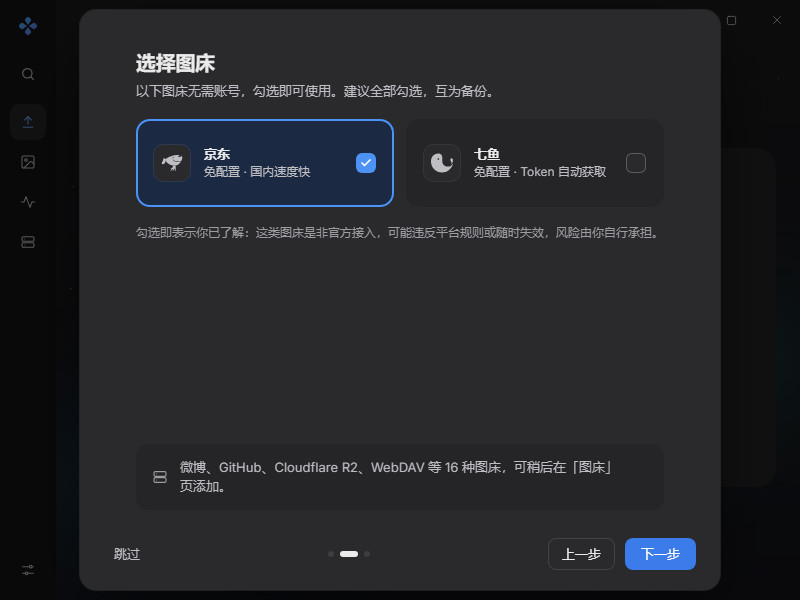 选择图床
以下图床无需账号，勾选即可使用。建议全部勾选，互为备份。
京东
免配置 · 国内速度快
七鱼
免配置 · Token 自动获取
勾选即表示你已了解：这类图床是非官方接入，可能违反平台规则或随时失效，风险由你自行承担。
微博、GitHub、Cloudflare R2、WebDAV 等 16 种图床，可稍后在「图床」
页添加。
跳过
上一步
下一步